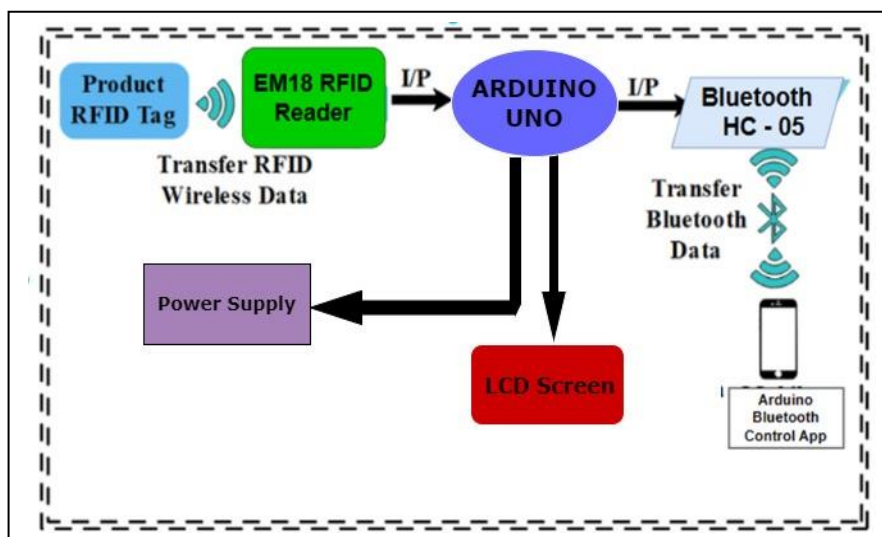 Product
RFID Tag
EM18 RFID
Reader
I/P
ARDUINO
UNO
I/P
Bluetooth
HC - 05
Transfer RFID
Wireless Data
Transfer
Bluetooth
Data
Power Supply
LCD Screen
Arduino
Bluetooth
Control App